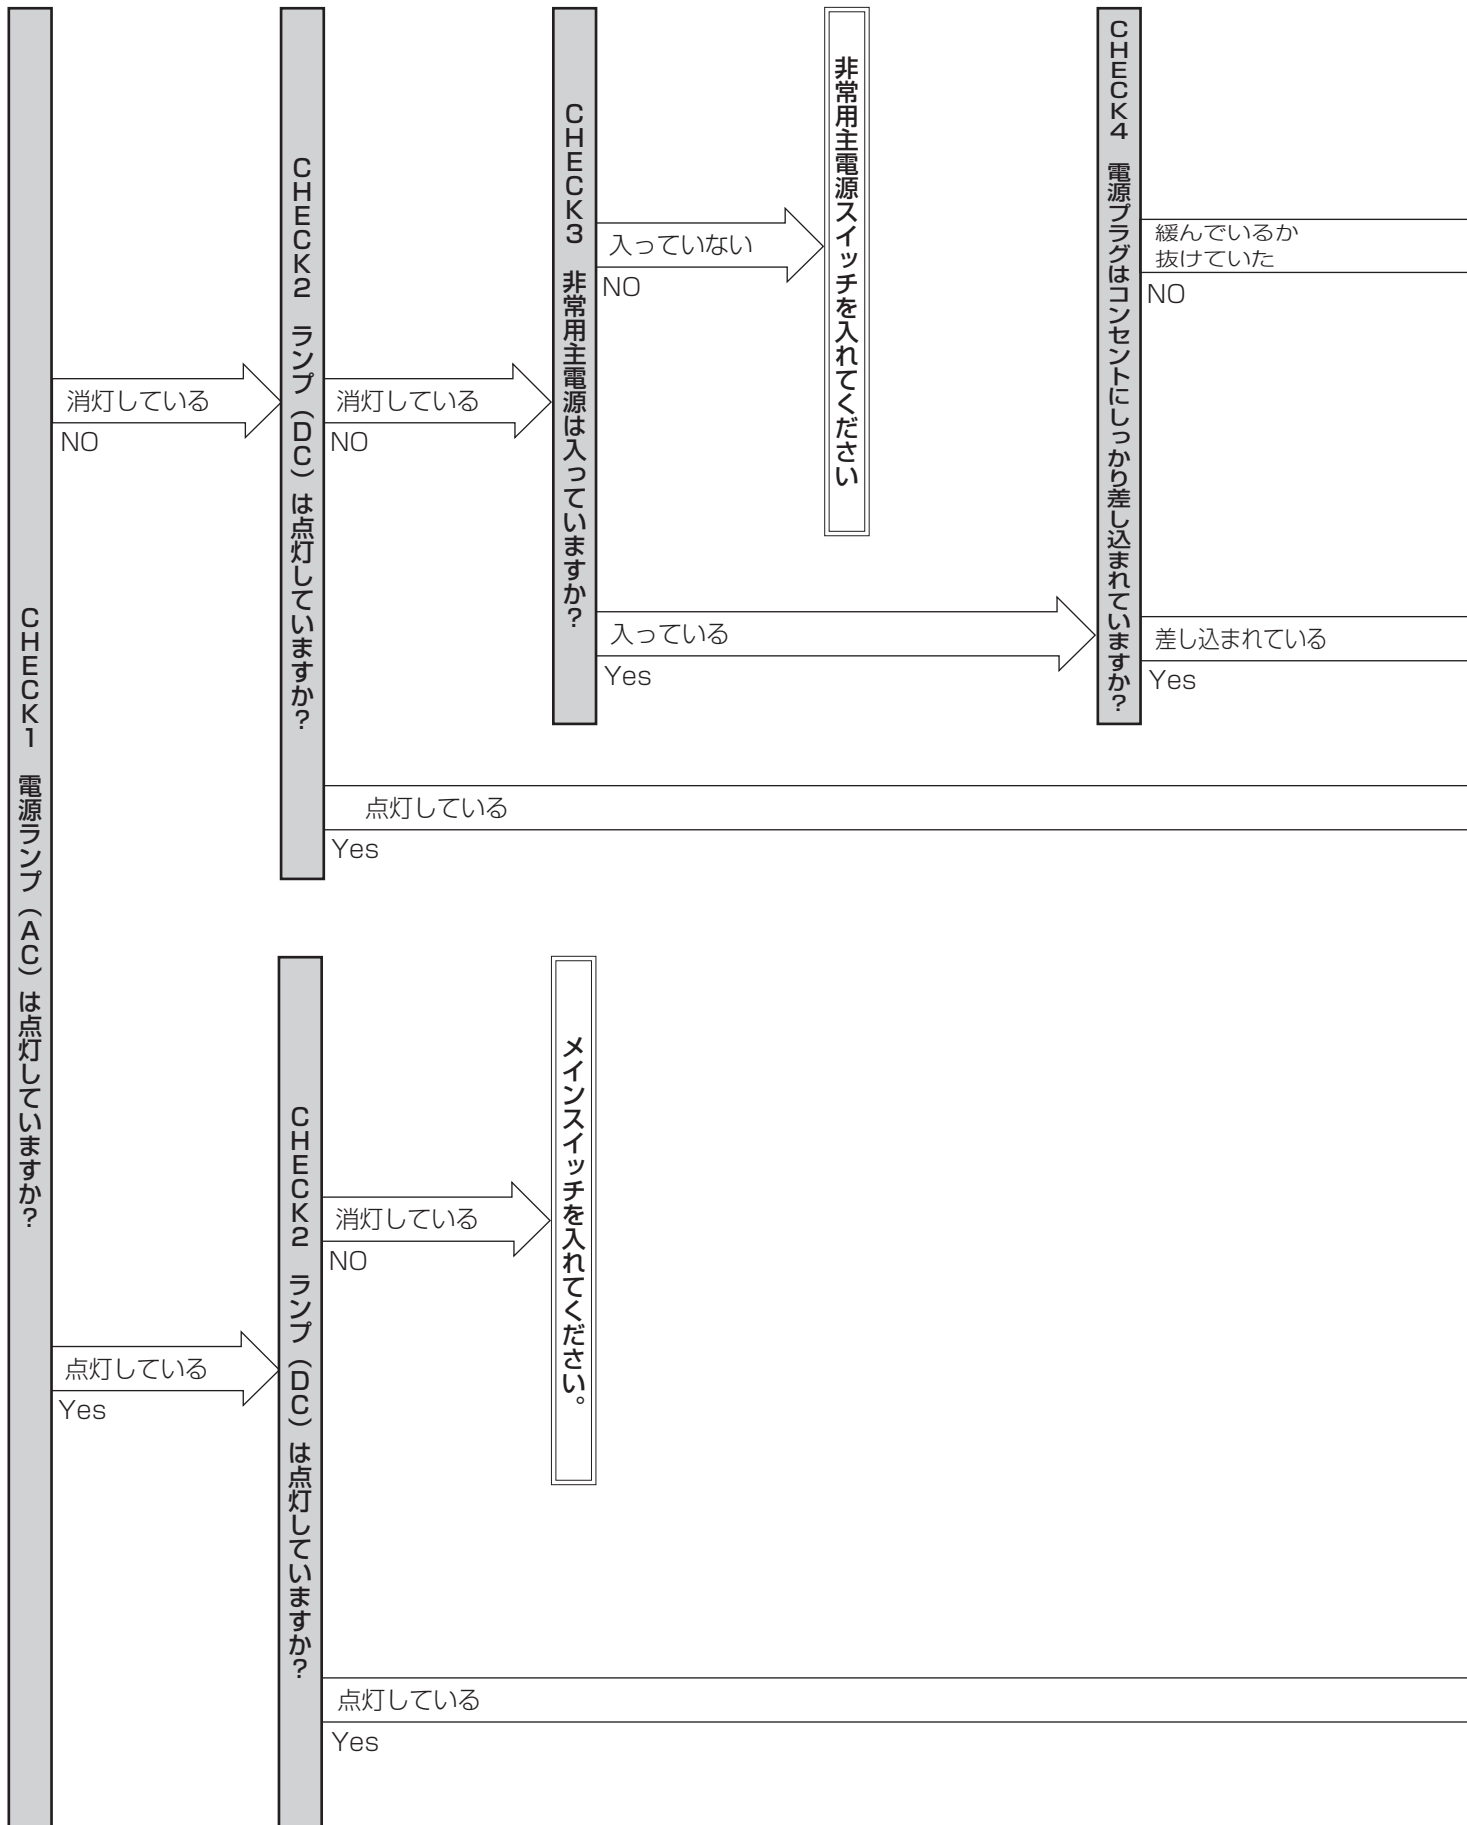 CHECK1 電源ランプ（AC）は点灯していますか？
消灯している
NO
CHECK2 ランプ（DC）は点灯していますか？
消灯している
NO
CHECK3 非常用主電源は入っていますか？
入っていない
NO
非常用主電源スイッチを入れてください
入っている
Yes
CHECK4 電源プラグはコンセントにしっかり差し込まれていますか？
緩んでいるか
抜けていた
NO
差し込まれている
Yes
点灯している
Yes
点灯している
Yes
CHECK2 ランプ（DC）は点灯していますか？
消灯している
NO
メインスイッチを入れてください。
点灯している
Yes